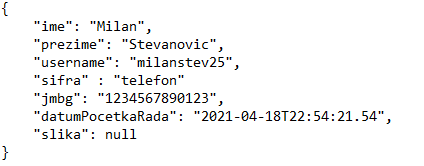 {
"ime": "Milan",
"prezime": "Stevanovic",
"username": "milanstev25",
"sifra" : "telefon"
"jmbg": "1234567890123",
"datumPocetkaRada": "2021-04-18T22:54:21.54",
"slika": null
}